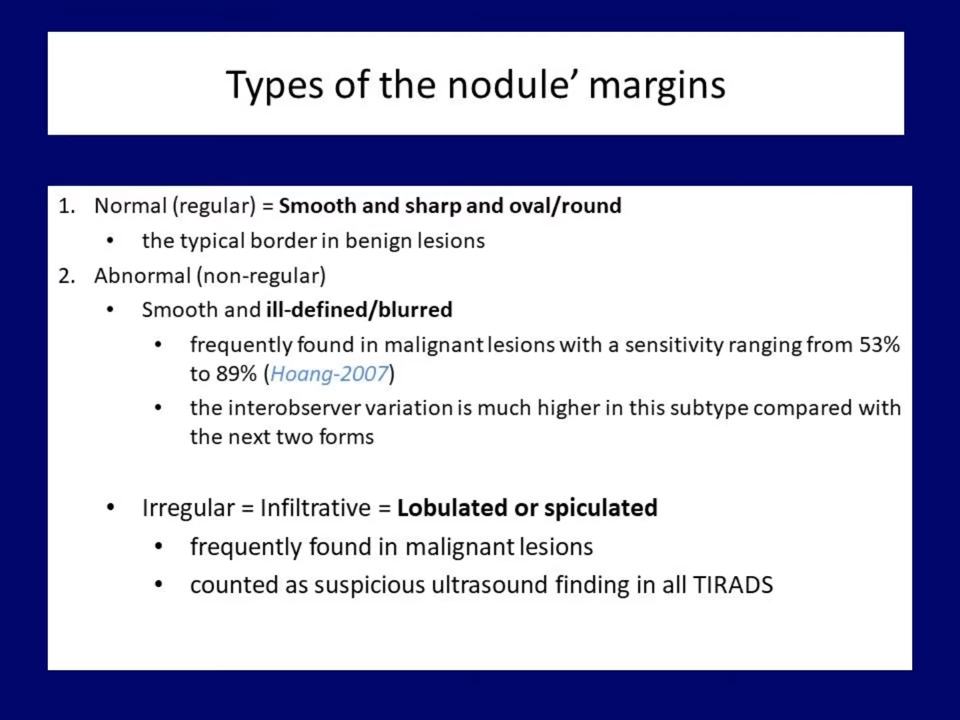 Types of the nodule’ margins
1. Normal (regular) = Smooth and sharp and oval/round
• the typical border in benign lesions
2. Abnormal (non-regular)
• Smooth and ill-defined/blurred
• frequently found in malignant lesions with a sensitivity ranging from 53%
to 89% (Hoang-2007)
• the interobserver variation is much higher in this subtype compared with
the next two forms
• Irregular = Infiltrative = Lobulated or spiculated
• frequently found in malignant lesions
• counted as suspicious ultrasound finding in all TIRADS